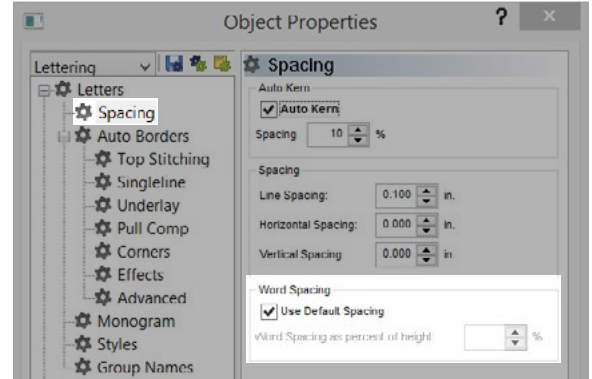 Object Properties ?
Lettering
Letters
Spacing
Auto Borders
Top Stitching
Singleline
Underlay
Pull Comp
Corners
Effects
Advanced
Monogram
Styles
Group Names
Spacing
Auto Kern
Auto Kern
Spacing 10 %
Spacing
Line Spacing: 0.100 in.
Horizontal Spacing: 0.000 in.
Vertical Spacing 0.000 in
Word Spacing
Use Default Spacing
Word Spacing as percent of height %